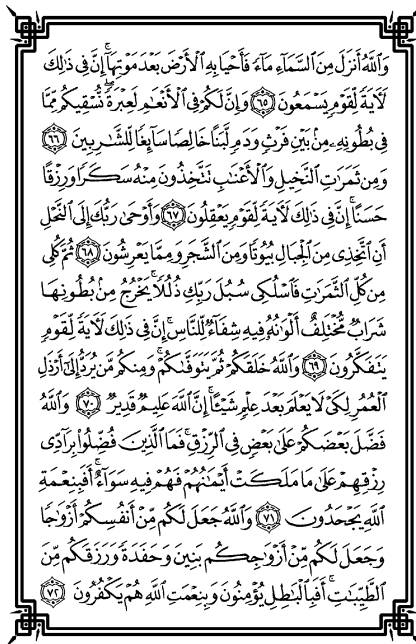 وَٱللَّهُ أَنزَلَ مِنَ ٱلسَّمَآءِ مَآءً فَأَحْيَا بِهِ ٱلْأَرْضَ بَعْدَ مَوْتِهَآ ۚ إِنَّ فِى ذَٰلِكَ
لَءَايَةً لِّقَوْمٍ يَسْمَعُونَ ٦٥ وَإِنَّ لَكُمْ فِى ٱلْأَنْعَٰمِ لَعِبْرَةً ۖ نُّسْقِيكُم مِّمَّا
فِى بُطُونِهِۦ مِنۢ بَيْنِ فَرْثٍ وَدَمٍ لَّبَنًا خَالِصًا سَآئِغًا لِّلشَّٰرِبِينَ ٦٦
وَمِن ثَمَرَٰتِ ٱلنَّخِيلِ وَٱلْأَعْنَٰبِ تَتَّخِذُونَ مِنْهُ سَكَرًا وَرِزْقًا
حَسَنًا ۗ إِنَّ فِى ذَٰلِكَ لَءَايَةً لِّقَوْمٍ يَعْقِلُونَ ٦٧ وَأَوْحَىٰ رَبُّكَ إِلَى ٱلنَّحْلِ
أَنِ ٱتَّخِذِى مِنَ ٱلْجِبَالِ بُيُوتًا وَمِنَ ٱلشَّجَرِ وَمِمَّا يَعْرِشُونَ ٦٨ ثُمَّ كُلِى
مِن كُلِّ ٱلثَّمَرَٰتِ فَٱسْلُكِى سُبُلَ رَبِّكِ ذُلُلًا ۚ يَخْرُجُ مِنۢ بُطُونِهَا
شَرَابٌ مُّخْتَلِفٌ أَلْوَٰنُهُۥ فِيهِ شِفَآءٌ لِّلنَّاسِ ۗ إِنَّ فِى ذَٰلِكَ لَءَايَةً لِّقَوْمٍ
يَتَفَكَّرُونَ ٦٩ وَٱللَّهُ خَلَقَكُمْ ثُمَّ يَتَوَفَّىٰكُمْ ۚ وَمِنكُم مَّن يُرَدُّ إِلَىٰٓ أَرْذَلِ
ٱلْعُمُرِ لِكَىْ لَا يَعْلَمَ بَعْدَ عِلْمٍ شَيْـًٔا ۚ إِنَّ ٱللَّهَ عَلِيمٌ قَدِيرٌ ٧٠ وَٱللَّهُ
فَضَّلَ بَعْضَكُمْ عَلَىٰ بَعْضٍ فِى ٱلرِّزْقِ ۚ فَمَا ٱلَّذِينَ فُضِّلُوا۟ بِرَآدِّى
رِزْقِهِمْ عَلَىٰ مَا مَلَكَتْ أَيْمَٰنُهُمْ فَهُمْ فِيهِ سَوَآءٌ ۚ أَفَبِنِعْمَةِ
ٱللَّهِ يَجْحَدُونَ ٧١ وَٱللَّهُ جَعَلَ لَكُم مِّنْ أَنفُسِكُمْ أَزْوَٰجًا
وَجَعَلَ لَكُم مِّنْ أَزْوَٰجِكُم بَنِينَ وَحَفَدَةً وَرَزَقَكُم مِّنَ
ٱلطَّيِّبَٰتِ ۚ أَفَبِٱلْبَٰطِلِ يُؤْمِنُونَ وَبِنِعْمَتِ ٱللَّهِ هُمْ يَكْفُرُونَ ٧٢